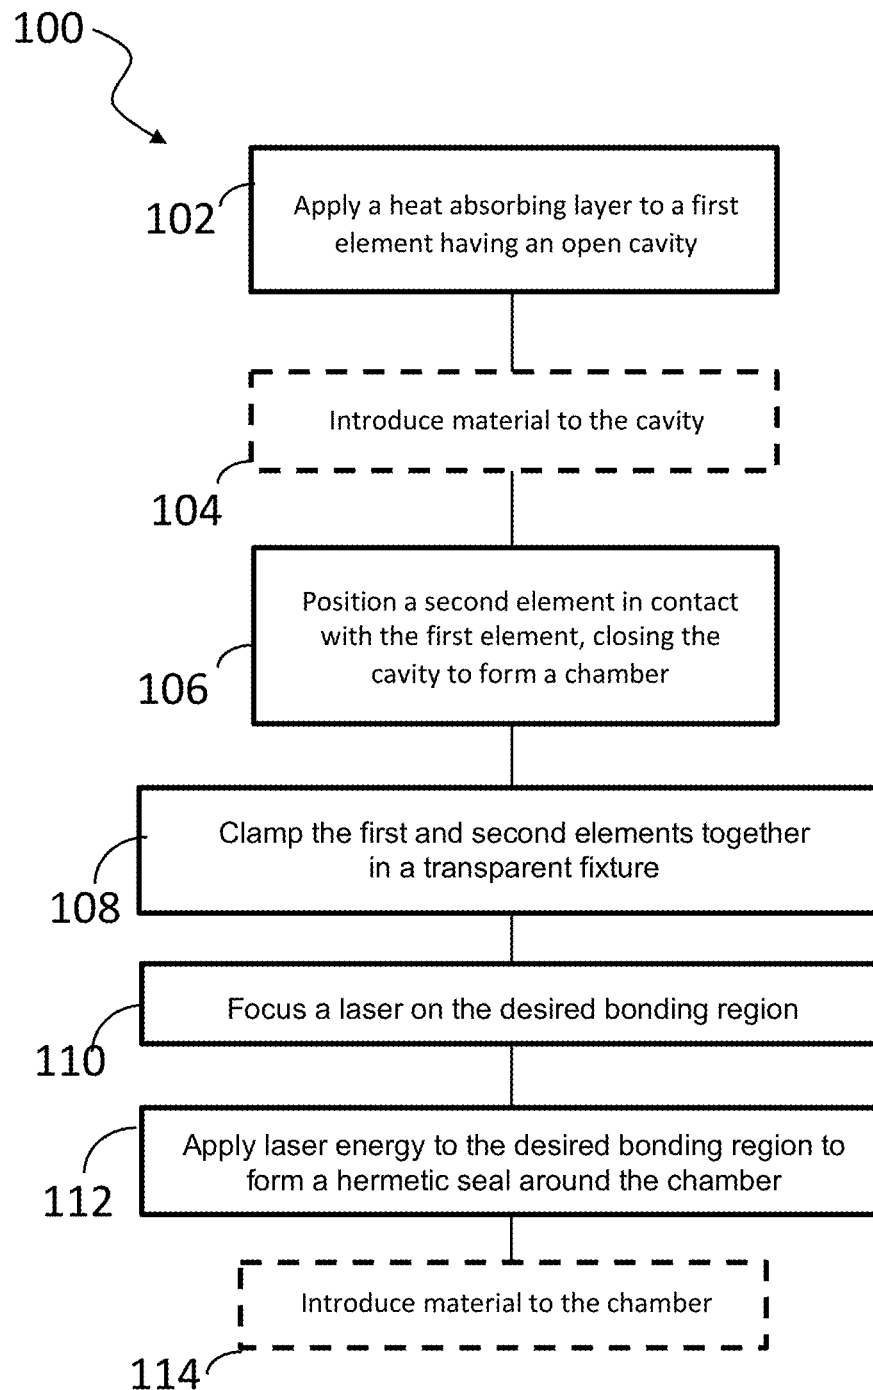 100
102
Apply a heat absorbing layer to a first
element having an open cavity
Introduce material to the cavity
104
Position a second element in contact
with the first element, closing the
cavity to form a chamber
106
Clamp the first and second elements together
in a transparent fixture
108
Focus a laser on the desired bonding region
110
Apply laser energy to the desired bonding region to
form a hermetic seal around the chamber
112
Introduce material to the chamber
114